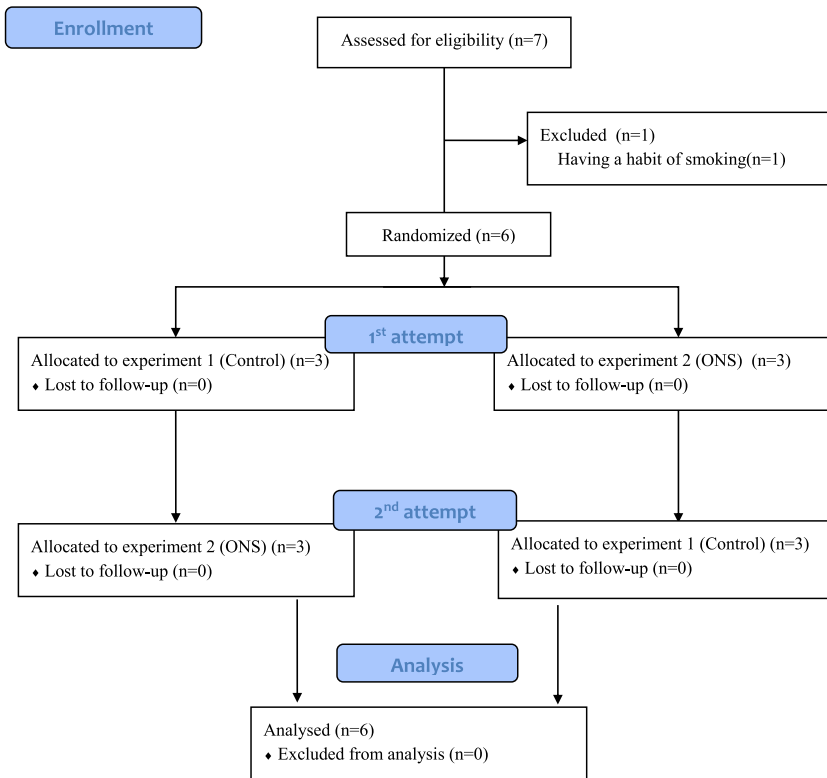 Enrollment
Assessed for eligibility (n=7)
Excluded (n=1)
Having a habit of smoking(n=1)
Randomized (n=6)
1st attempt
Allocated to experiment 1 (Control) (n=3)
♦ Lost to follow-up (n=0)
Allocated to experiment 2 (ONS) (n=3)
♦ Lost to follow-up (n=0)
2nd attempt
Allocated to experiment 2 (ONS) (n=3)
♦ Lost to follow-up (n=0)
Allocated to experiment 1 (Control) (n=3)
♦ Lost to follow-up (n=0)
Analysis
Analysed (n=6)
♦ Excluded from analysis (n=0)